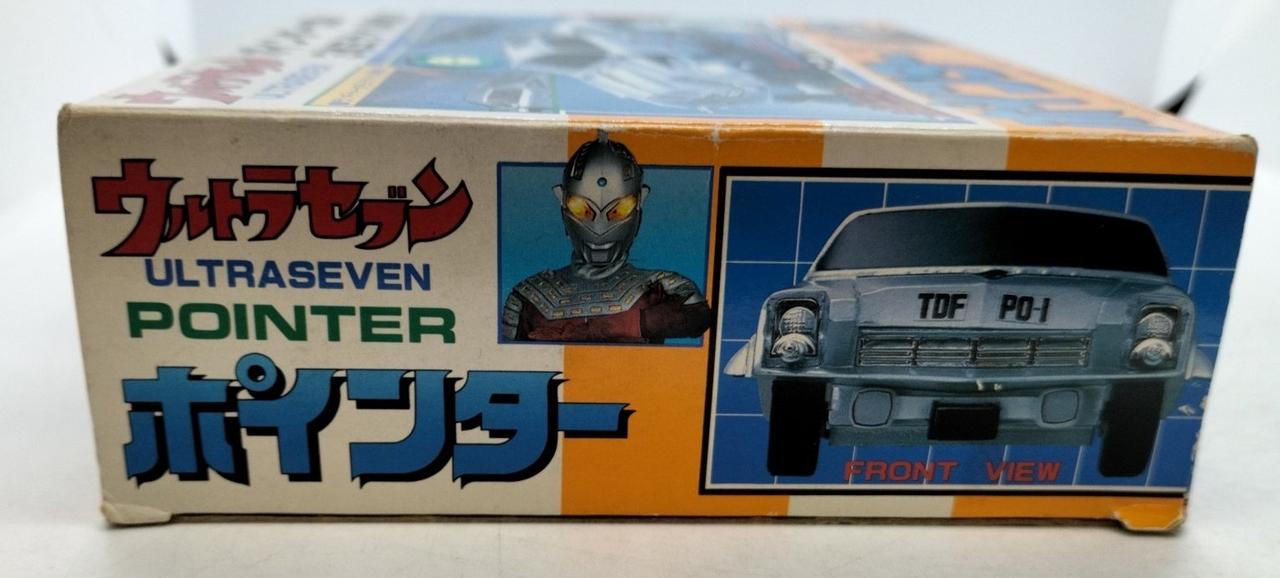 ウルトラセブン
ULTRASEVEN
POINTER
ポインター
TDF PO-1
FRONT VIEW